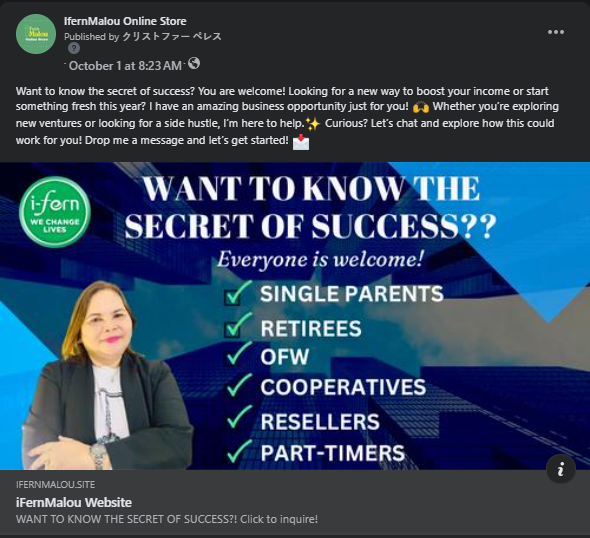 IfernMalou Online Store
Published by クリストファー ペレス
October 1 at 8:23 AM ·
Want to know the secret of success? You are welcome! Looking for a new way to boost your income or start
something fresh this year? I have an amazing business opportunity just for you! 🙌 Whether you're exploring
new ventures or looking for a side hustle, I'm here to help.✨ Curious? Let's chat and explore how this could
work for you! Drop me a message and let's get started! 📩
i-fern
WE CHANGE
LIVES
WANT TO KNOW THE
SECRET OF SUCCESS??
Everyone is welcome!
SINGLE PARENTS
RETIREES
OFW
COOPERATIVES
RESELLERS
PART-TIMERS
IFERNMALOU.SITE
iFernMalou Website
WANT TO KNOW THE SECRET OF SUCCESS?! Click to inquire!